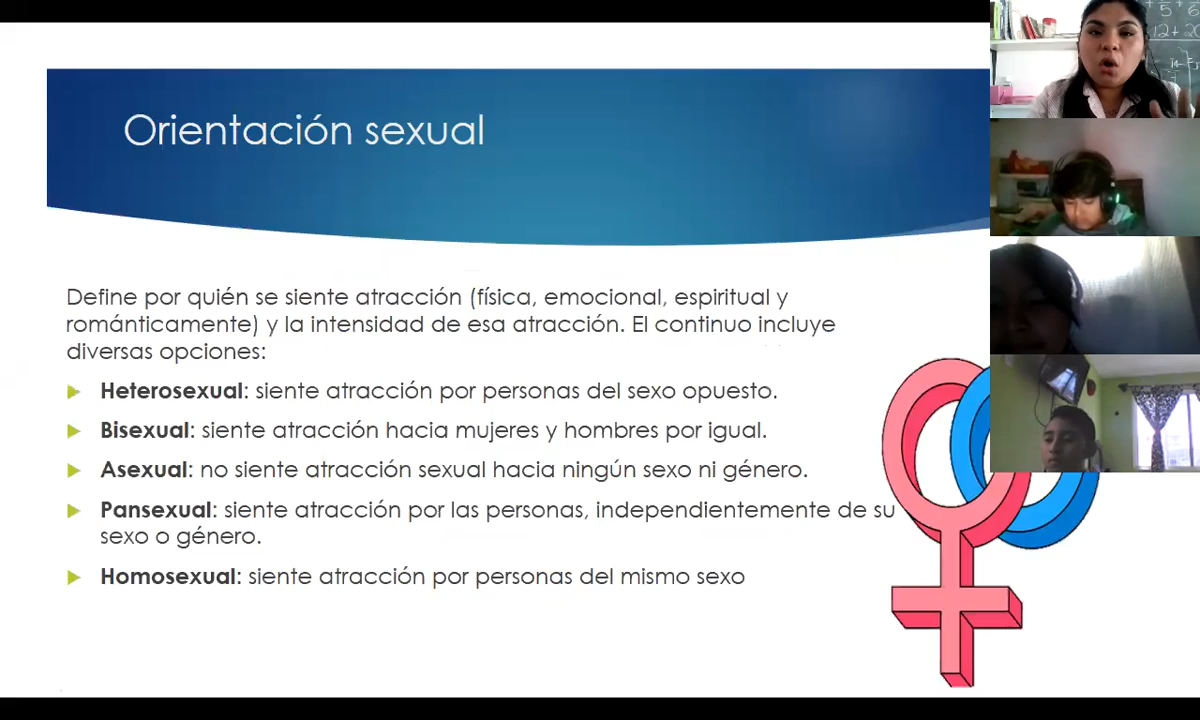 Orientación sexual
Define por quién se siente atracción (física, emocional, espiritual y
románticamente) y la intensidad de esa atracción. El continuo incluye
diversas opciones:
Heterosexual: siente atracción por personas del sexo opuesto.
Bisexual: siente atracción hacia mujeres y hombres por igual.
Asexual: no siente atracción sexual hacia ningún sexo ni género.
Pansexual: siente atracción por las personas, independientemente de su
sexo o género.
Homosexual: siente atracción por personas del mismo sexo